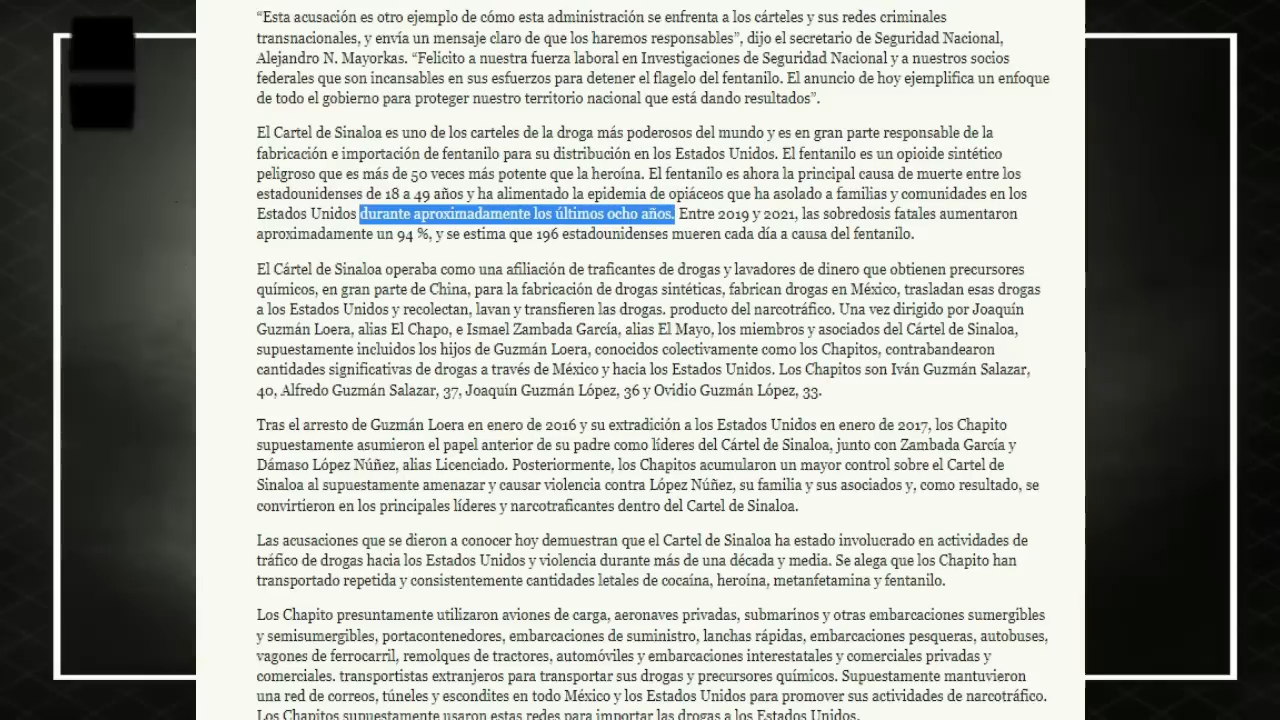 “Esta acusación es otro ejemplo de cómo esta administración se enfrenta a los cárteles y sus redes criminales
transnacionales, y envía un mensaje claro de que los haremos responsables”, dijo el secretario de Seguridad Nacional,
Alejandro N. Mayorkas. “Felicito a nuestra fuerza laboral en Investigaciones de Seguridad Nacional y a nuestros socios
federales que son incansables en sus esfuerzos para detener el flagelo del fentanilo. El anuncio de hoy ejemplifica un enfoque
de todo el gobierno para proteger nuestro territorio nacional que está dando resultados”.
El Cartel de Sinaloa es uno de los carteles de la droga más poderosos del mundo y es en gran parte responsable de la
fabricación e importación de fentanilo para su distribución en los Estados Unidos. El fentanilo es un opioide sintético
peligroso que es más de 50 veces más potente que la heroína. El fentanilo es ahora la principal causa de muerte entre los
estadounidenses de 18 a 49 años y ha alimentado la epidemia de opiáceos que ha asolado a familias y comunidades en los
Estados Unidos durante aproximadamente los últimos ocho años. Entre 2019 y 2021, las sobredosis fatales aumentaron
aproximadamente un 94 %, y se estima que 196 estadounidenses mueren cada día a causa del fentanilo.
El Cártel de Sinaloa operaba como una afiliación de traficantes de drogas y lavadores de dinero que obtienen precursores
químicos, en gran parte de China, para la fabricación de drogas sintéticas, fabrican drogas en México, trasladan esas drogas
a los Estados Unidos y recolectan, lavan y transfieren las drogas. producto del narcotráfico. Una vez dirigido por Joaquín
Guzmán Loera, alias El Chapo, e Ismael Zambada García, alias El Mayo, los miembros y asociados del Cártel de Sinaloa,
supuestamente incluidos los hijos de Guzmán Loera, conocidos colectivamente como los Chapitos, contrabandearon
cantidades significativas de drogas a través de México y hacia los Estados Unidos. Los Chapitos son Iván Guzmán Salazar,
40, Alfredo Guzmán Salazar, 37, Joaquín Guzmán López, 36 y Ovidio Guzmán López, 33.
Tras el arresto de Guzmán Loera en enero de 2016 y su extradición a los Estados Unidos en enero de 2017, los Chapito
supuestamente asumieron el papel anterior de su padre como líderes del Cártel de Sinaloa, junto con Zambada García y
Dámaso López Núñez, alias Licenciado. Posteriormente, los Chapitos acumularon un mayor control sobre el Cartel de
Sinaloa al supuestamente amenazar y causar violencia contra López Núñez, su familia y sus asociados y, como resultado, se
convirtieron en los principales líderes y narcotraficantes dentro del Cartel de Sinaloa.
Las acusaciones que se dieron a conocer hoy demuestran que el Cartel de Sinaloa ha estado involucrado en actividades de
tráfico de drogas hacia los Estados Unidos y violencia durante más de una década y media. Se alega que los Chapito han
transportado repetida y consistentemente cantidades letales de cocaína, heroína, metanfetamina y fentanilo.
Los Chapito presuntamente utilizaron aviones de carga, aeronaves privadas, submarinos y otras embarcaciones sumergibles
y semisumergibles, portacontenedores, embarcaciones de suministro, lanchas rápidas, embarcaciones pesqueras, autobuses,
vagones de ferrocarril, remolques de tractores, automóviles y embarcaciones interestatales y comerciales privadas y
comerciales. transportistas extranjeros para transportar sus drogas y precursores químicos. Supuestamente mantuvieron
una red de correos, túneles y escondites en todo México y los Estados Unidos para promover sus actividades de narcotráfico.
Los Chapitos supuestamente usaron estas redes para importar las drogas a los Estados Unidos.